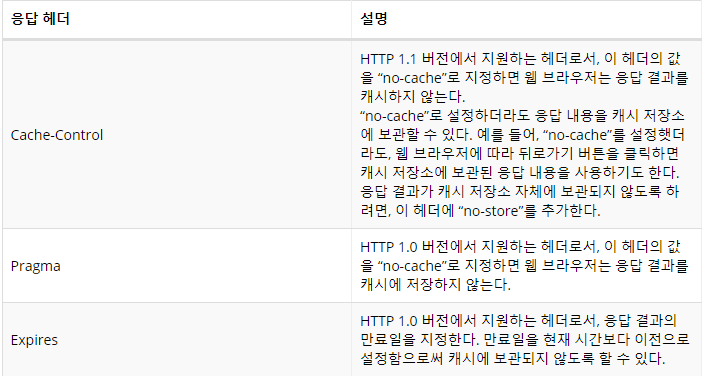 응답 헤더 설명
HTTP 1.1 버전에서 지원하는 헤더로서, 이 헤더의 값
을 “no-cache”로 지정하면 웹 브라우저는 응답 결과를
캐시하지 않는다.
“no-cache”로 설정하더라도 응답 내용을 캐시 저장소
Cache-Control
에 보관할 수 있다. 예를 들어, “no-cache”를 설정햇더
라도, 웹 브라우저에 따라 뒤로가기 버튼을 클릭하면
캐시 저장소에 보관된 응답 내용을 사용하기도 한다.
응답 결과가 캐시 저장소 자체에 보관되지 않도록 하
려면, 이 헤더에 “no-store”를 추가한다.
HTTP 1.0 버전에서 지원하는 헤더로서, 이 헤더의 값
Pragma
을 “no-cache”로 지정하면 웹 브라우저는 응답 결과를
캐시에 저장하지 않는다.
HTTP 1.0 버전에서 지원하는 헤더로서, 응답 결과의
Expires
만료일을 지정한다. 만료일을 현재 시간보다 이전으로
설정함으로써 캐시에 보관되지 않도록 할 수 있다.